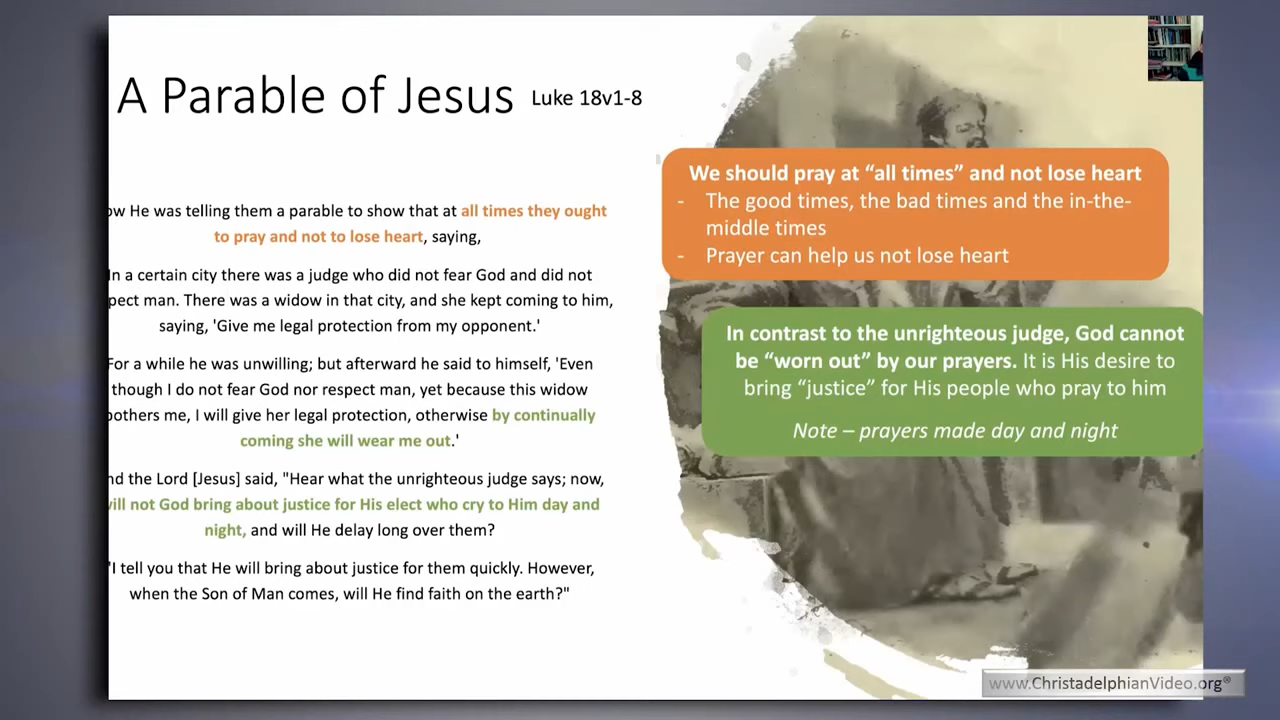 A Parable of Jesus Luke 18v1-8
ow He was telling them a parable to show that at all times they ought
to pray and not to lose heart, saying,
In a certain city there was a judge who did not fear God and did not
pect man. There was a widow in that city, and she kept coming to him,
saying, 'Give me legal protection from my opponent.'
For a while he was unwilling; but afterward he said to himself, 'Even
though I do not fear God nor respect man, yet because this widow
bothers me, I will give her legal protection, otherwise by continually
coming she will wear me out.'
nd the Lord [Jesus] said, "Hear what the unrighteous judge says; now,
will not God bring about justice for His elect who cry to Him day and
night, and will He delay long over them?
"I tell you that He will bring about justice for them quickly. However,
when the Son of Man comes, will He find faith on the earth?"
We should pray at “all times” and not lose heart
- The good times, the bad times and the in-the-
middle times
- Prayer can help us not lose heart
In contrast to the unrighteous judge, God cannot
be “worn out” by our prayers. It is His desire to
bring “justice” for His people who pray to him
Note – prayers made day and night
www.ChristadelphianVideo.org®